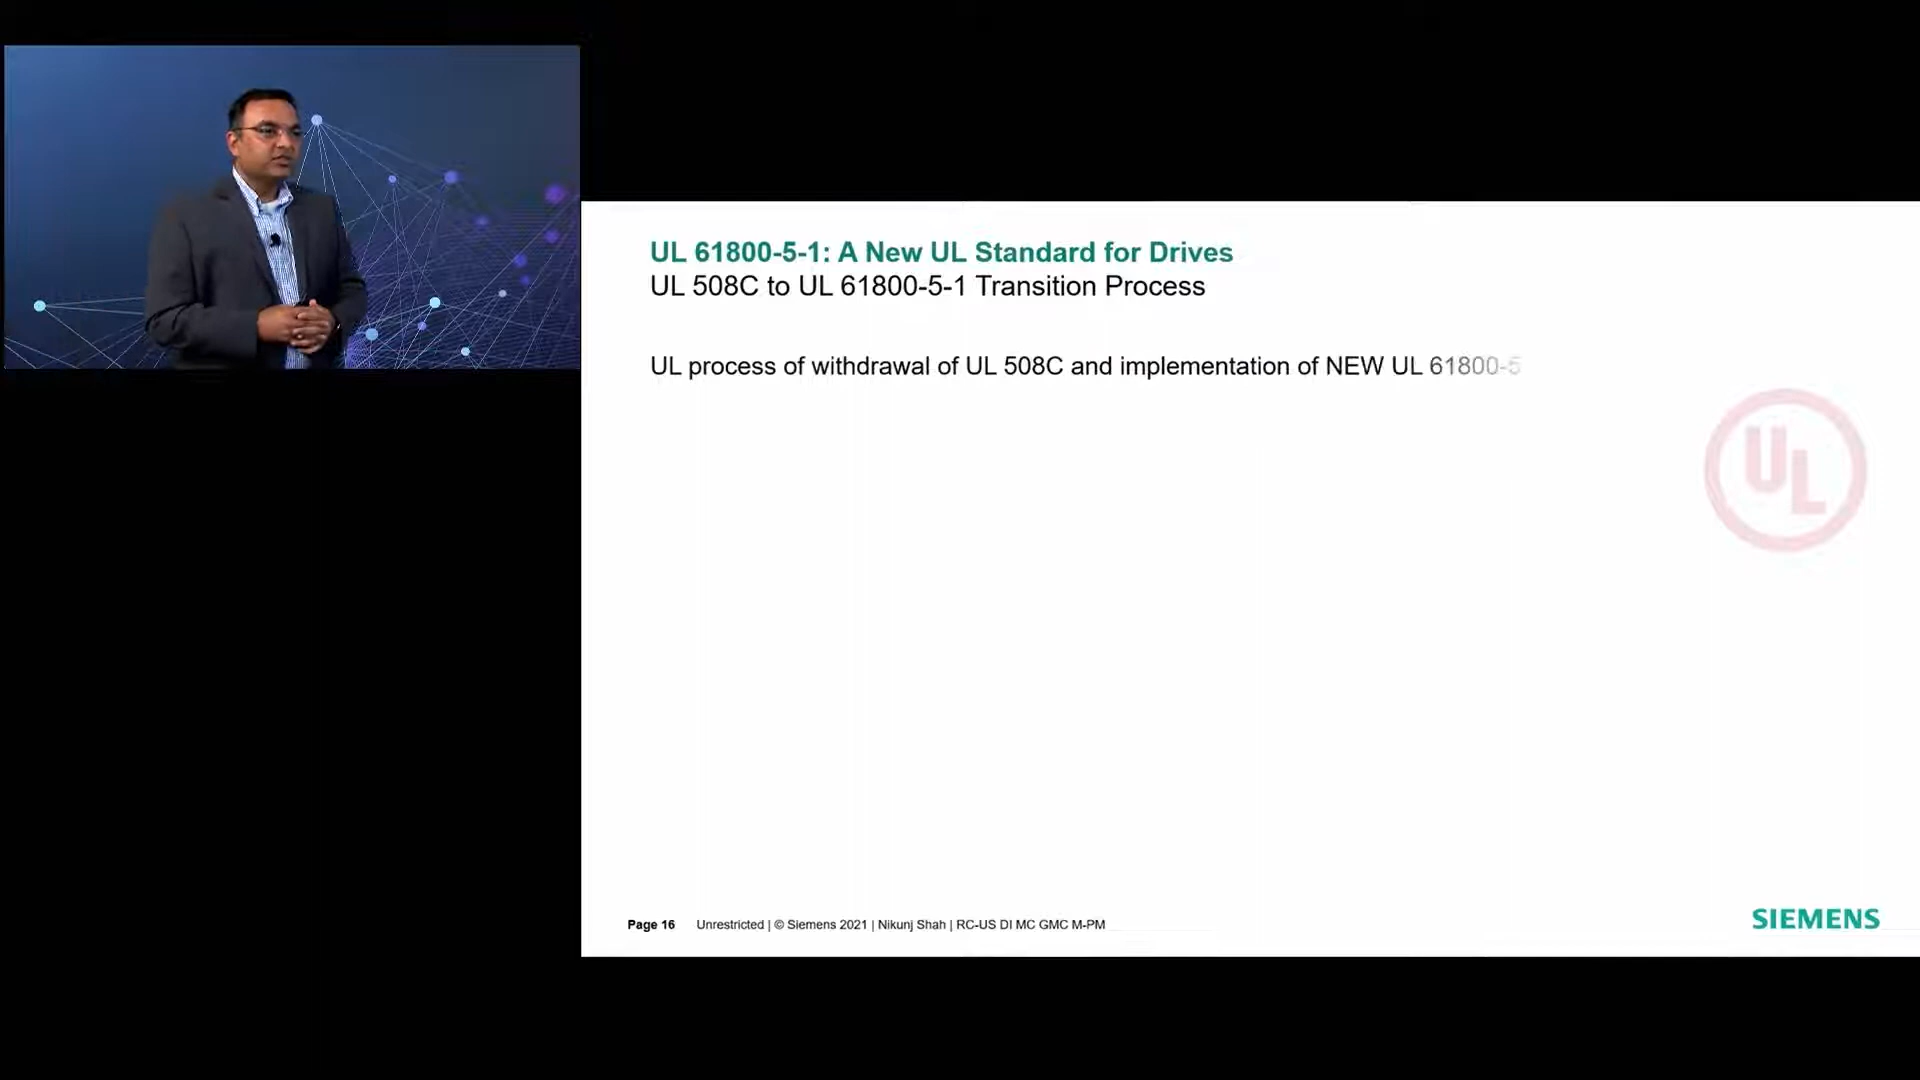 UL 61800-5-1: A New UL Standard for Drives
UL 508C to UL 61800-5-1 Transition Process
UL process of withdrawal of UL 508C and implementation of NEW UL 61800-5
UL
Page 16 Unrestricted | © Siemens 2021 | Nikunj Shah | RC-US DI MC GMC M-PM
SIEMENS